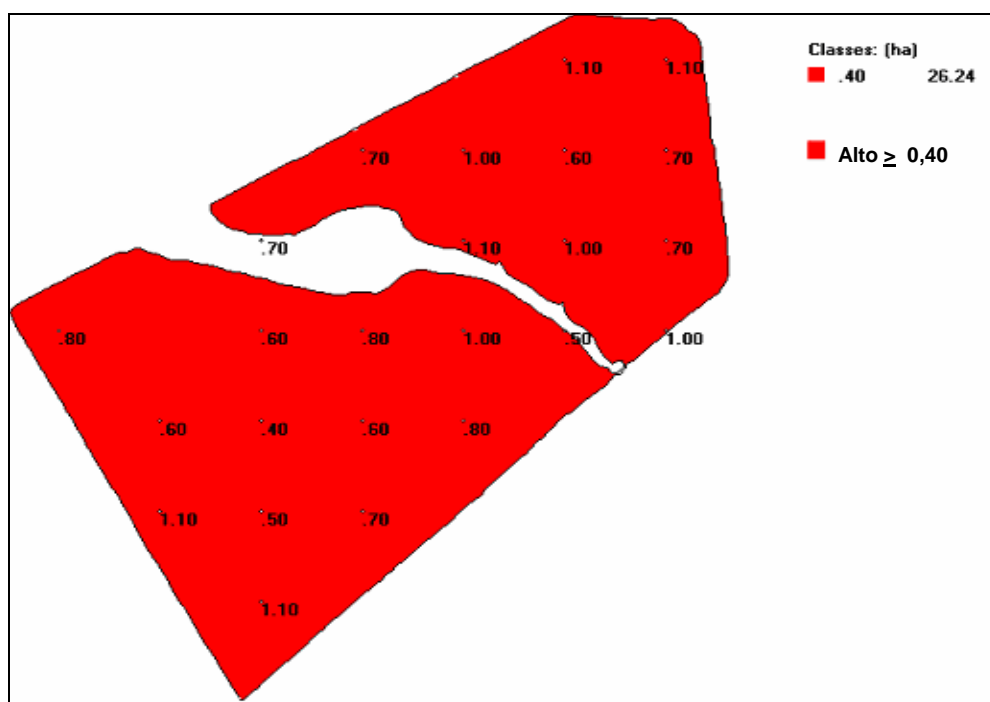 Classes: (ha)
.40 26.24
Alto ≥ 0,40
1.10 1.10
.70 1.00 .60 .70
.70 1.10 1.00 .70
.80 .60 .80 1.00 .50 1.00
.60 .40 .60 .80
1.10 .50 .70
1.10